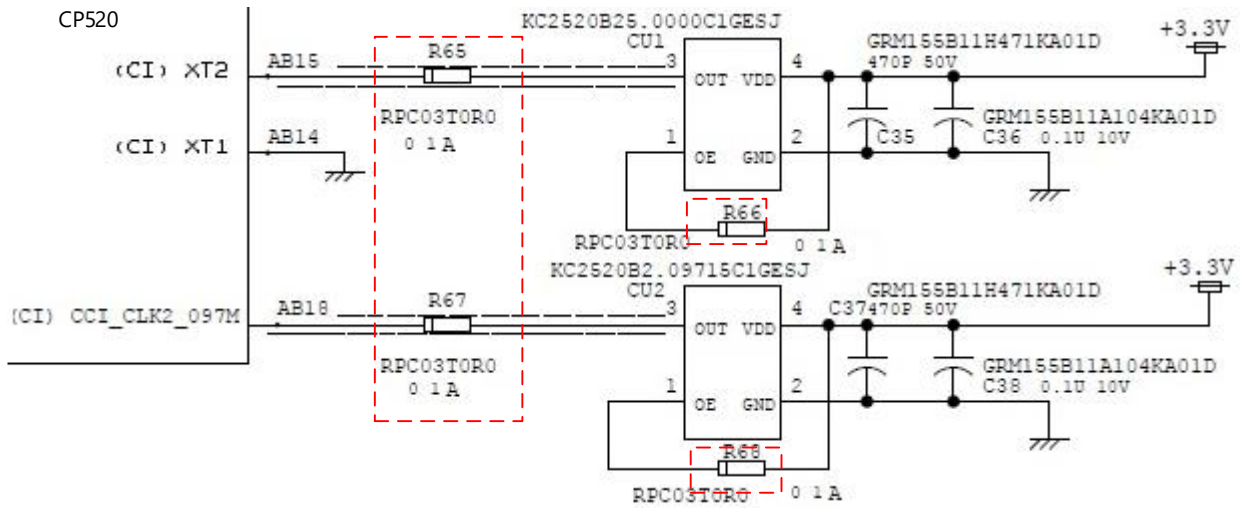 CP520
KC2520B25.0000C1GESJ
CU1
GRM155B11H471KA01D
470P 50V
+3.3V
(CI) XT2
AB15
R65
3
OUT VDD
4
RPC03T0R0
0 1A
C35
GRM155B11A104KA01D
C36 0.1U 10V
(CI) XT1
AB14
1
OE GND
2
R66
RPC03T0R0
0 1A
KC2520B2.09715C1GESJ
CU2
GRM155B11H471KA01D
C37 470P 50V
+3.3V
(CI) CCI_CLK2_097M
AB18
R67
3
OUT VDD
4
RPC03T0R0
0 1A
GRM155B11A104KA01D
C38 0.1U 10V
1
OE GND
2
R68
RPC03T0R0
0 1A